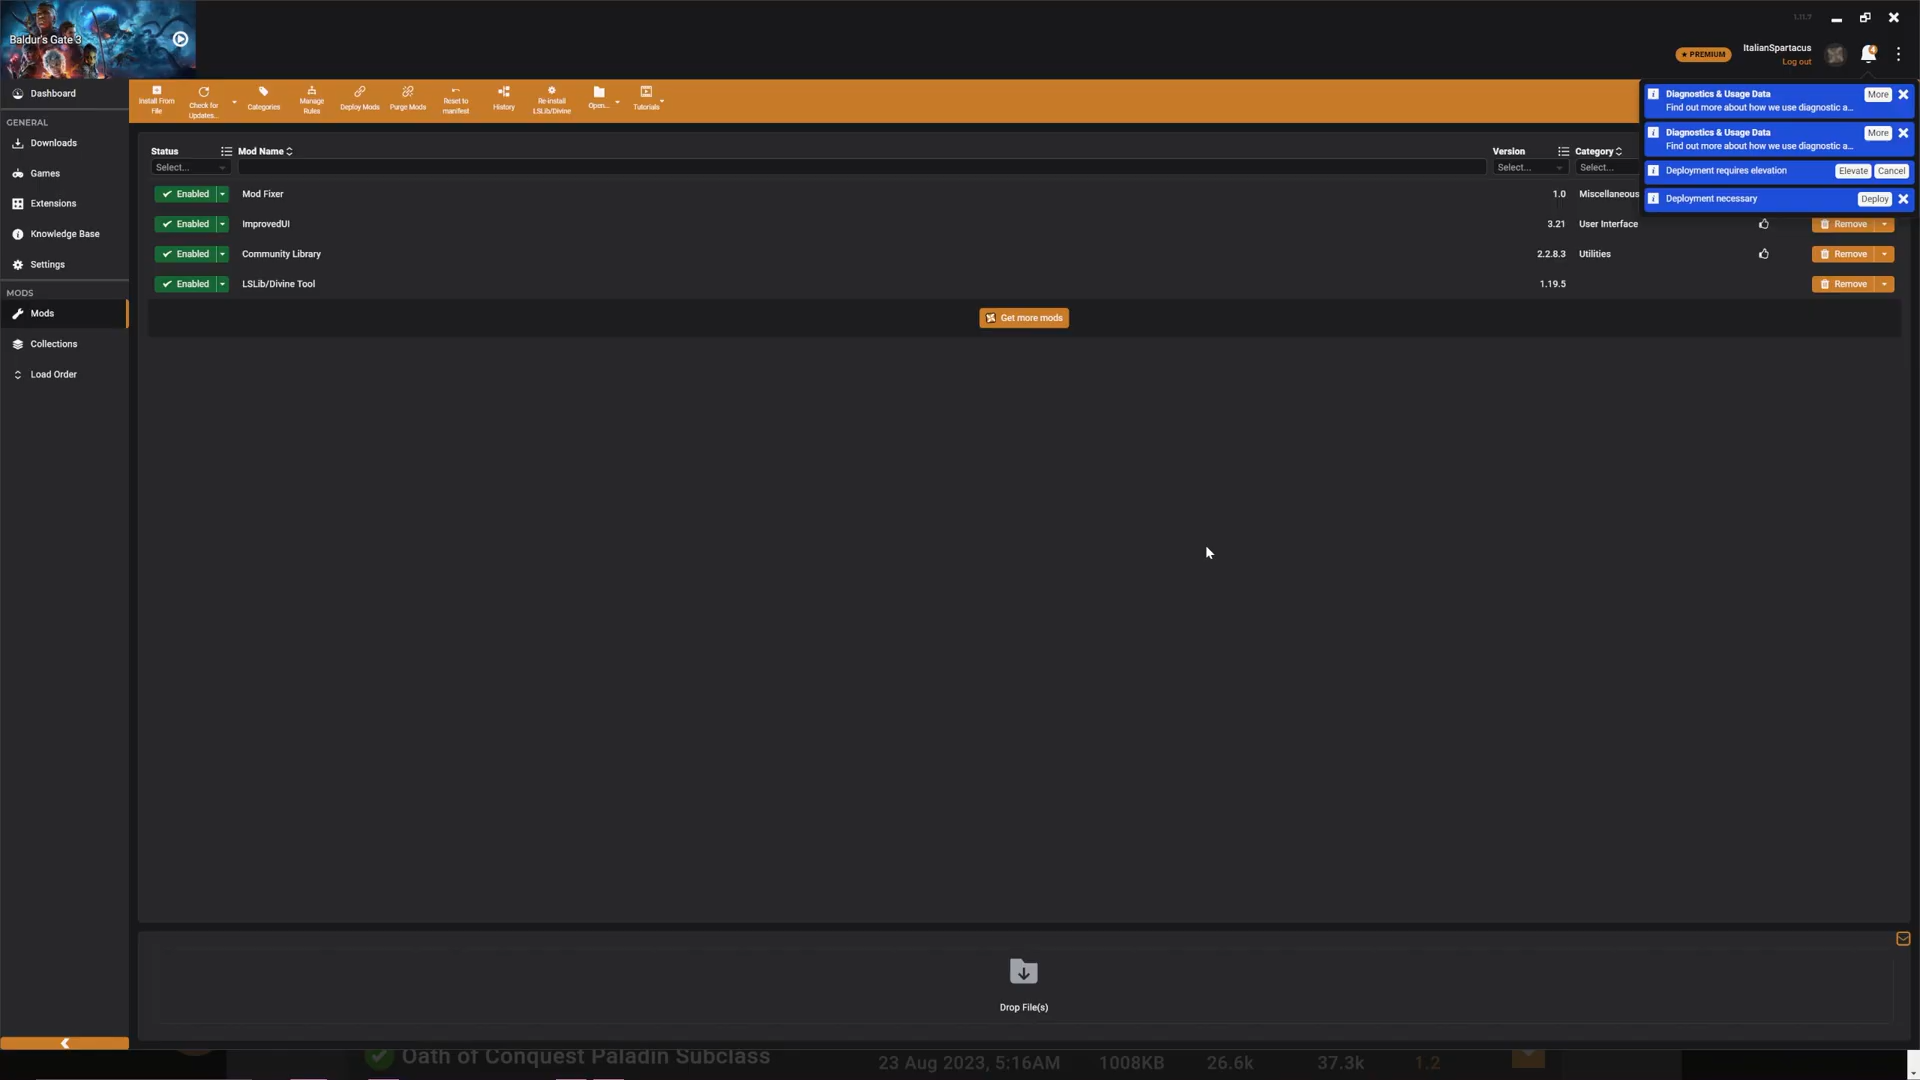 Baldur's Gate 3
1.11.7
PREMIUM
ItalianSpartacus
Log out
4
Dashboard
GENERAL
Downloads
Games
Extensions
Knowledge Base
Settings
MODS
Mods
Collections
Load Order
Install From File
Check for Updates...
Categories
Manage Rules
Deploy Mods
Purge Mods
Reset to manifest
History
Re-install LSLib/Divine
Open...
Tutorials
Diagnostics & Usage Data
More
Find out more about how we use diagnostic a...
Diagnostics & Usage Data
More
Find out more about how we use diagnostic a...
Deployment requires elevation
Elevate
Cancel
Deployment necessary
Deploy
Status
Mod Name
Version
Category
Select...
Select...
Select...
Enabled
Mod Fixer
1.0
Miscellaneous
Enabled
ImprovedUI
3.21
User Interface
Remove
Enabled
Community Library
2.2.8.3
Utilities
Remove
Enabled
LSLib/Divine Tool
1.19.5
Remove
Get more mods
Drop File(s)
Oath of Conquest Paladin Subclass
23 Aug 2023, 5:16AM
1008KB
26.6k
37.3k
1.2